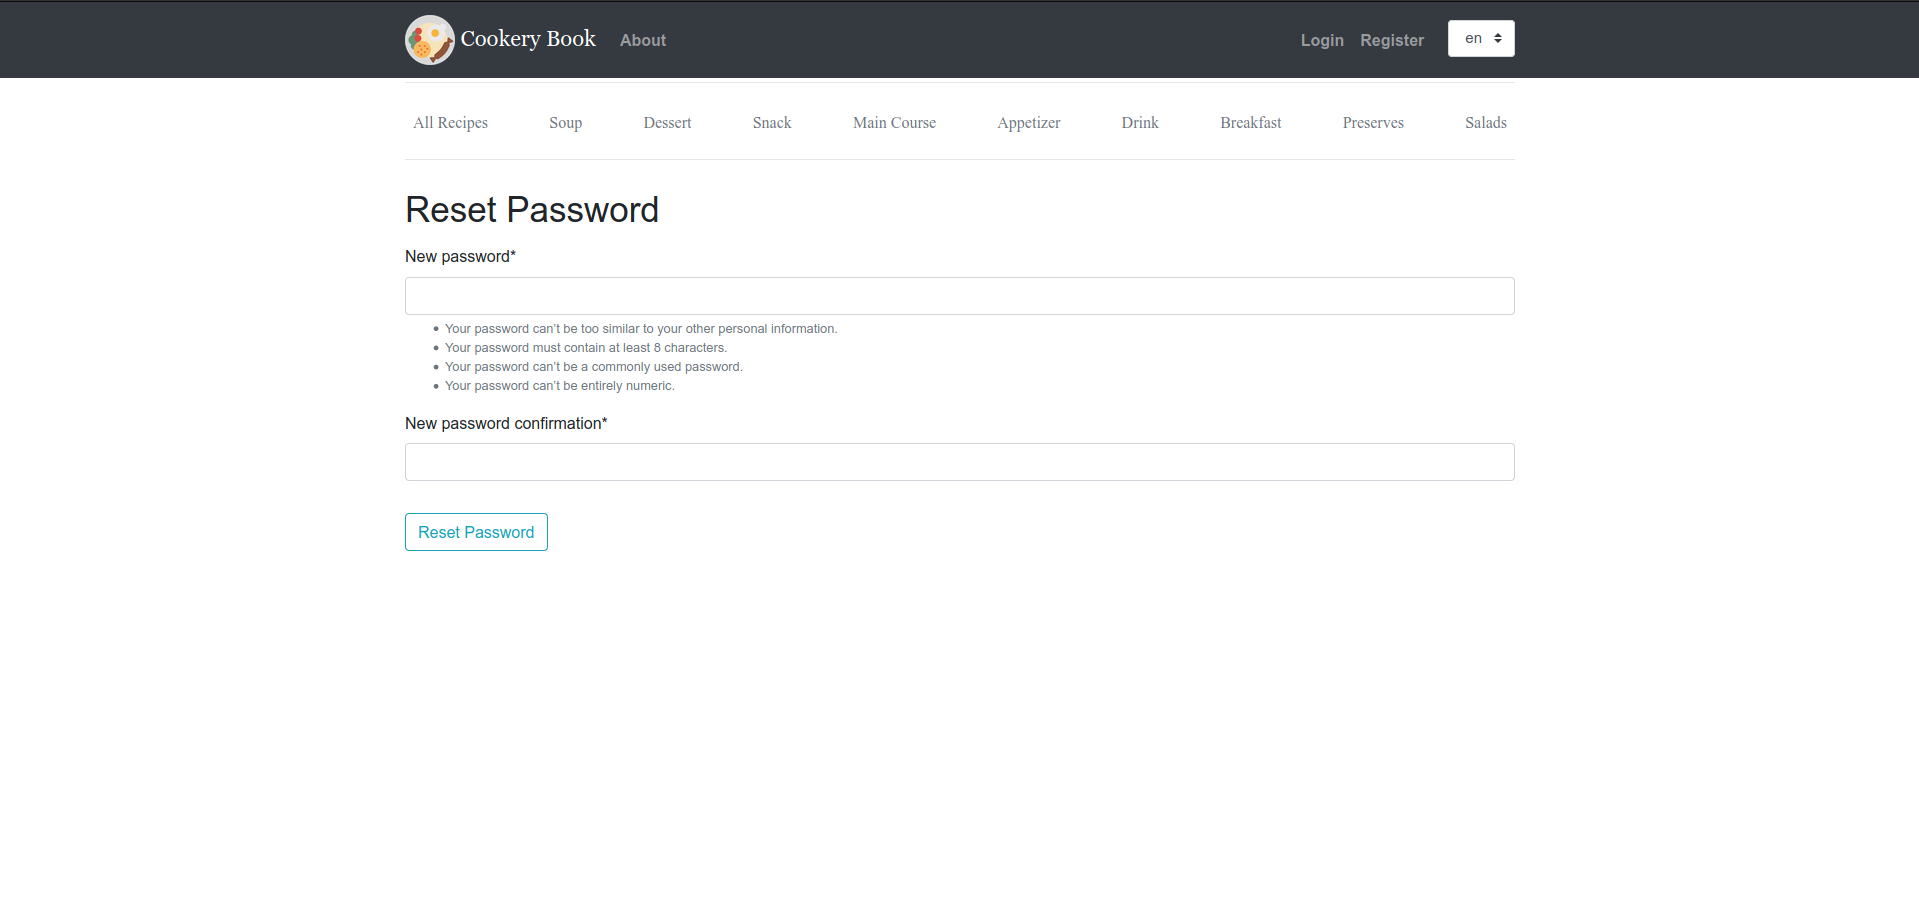 Cookery Book About Login Register en
All Recipes Soup Dessert Snack Main Course Appetizer Drink Breakfast Preserves Salads
Reset Password
New password*
Your password can't be too similar to your other personal information.
Your password must contain at least 8 characters.
Your password can't be a commonly used password.
Your password can't be entirely numeric.
New password confirmation*
Reset Password